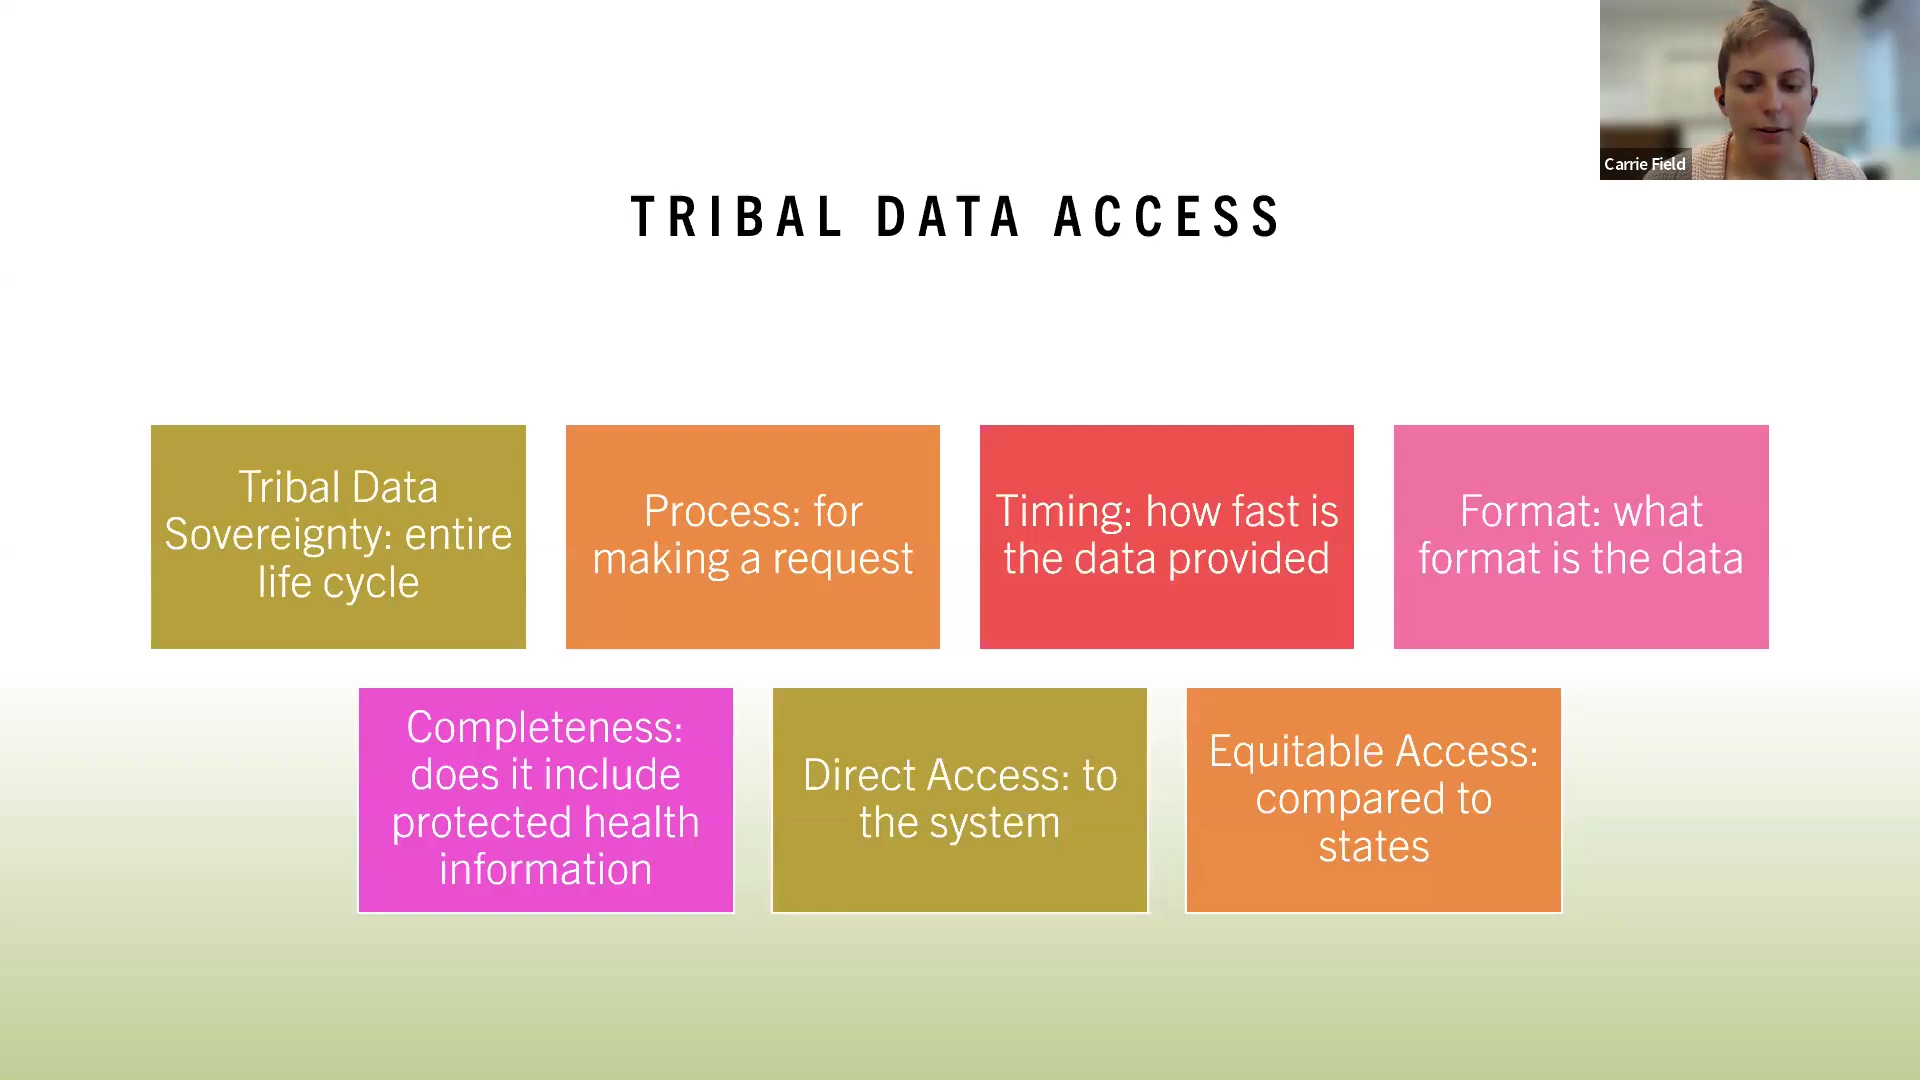 Carrie Field
TRIBAL DATA ACCESS
Tribal Data
Sovereignty: entire
life cycle
Process: for
making a request
Timing: how fast is
the data provided
Format: what
format is the data
Completeness:
does it include
protected health
information
Direct Access: to
the system
Equitable Access:
compared to
states